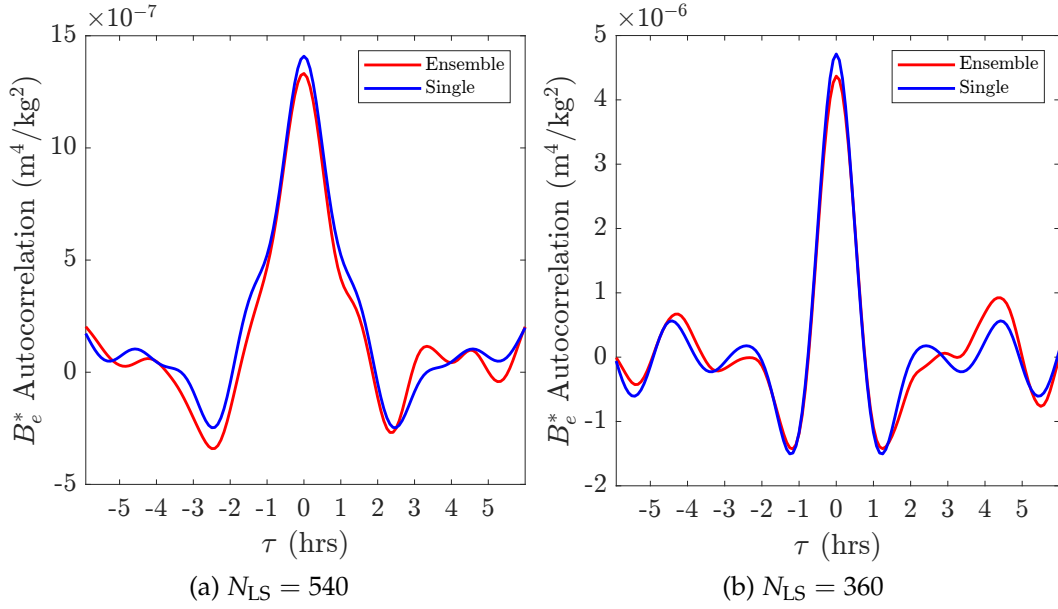 ×10⁻⁷
15
10
5
0
-5
B*ₑ Autocorrelation (m⁴/kg²)
-5 -4 -3 -2 -1 0 1 2 3 4 5
τ (hrs)
Ensemble
Single
(a) N_LS = 540
×10⁻⁶
5
4
3
2
1
0
-1
-2
B*ₑ Autocorrelation (m⁴/kg²)
-5 -4 -3 -2 -1 0 1 2 3 4 5
τ (hrs)
Ensemble
Single
(b) N_LS = 360